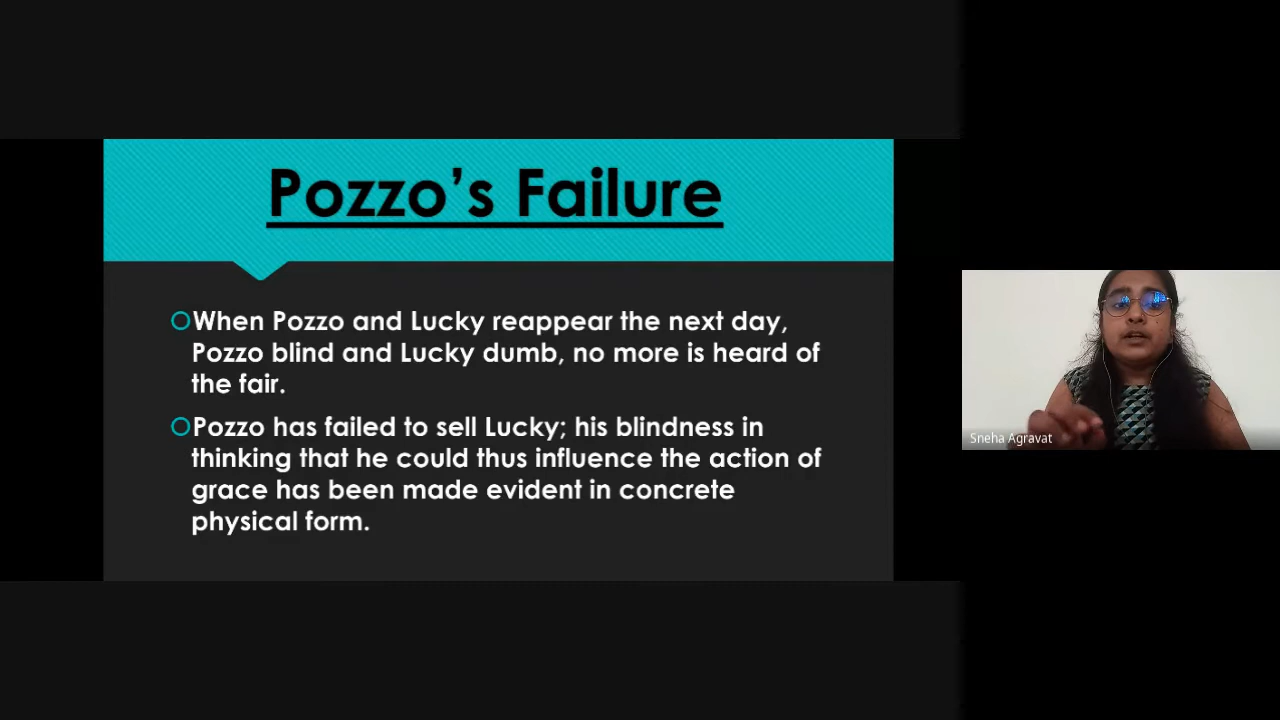 Pozzo's Failure
When Pozzo and Lucky reappear the next day,
Pozzo blind and Lucky dumb, no more is heard of
the fair.
Pozzo has failed to sell Lucky; his blindness in
thinking that he could thus influence the action of
grace has been made evident in concrete
physical form.
Sneha Agravat